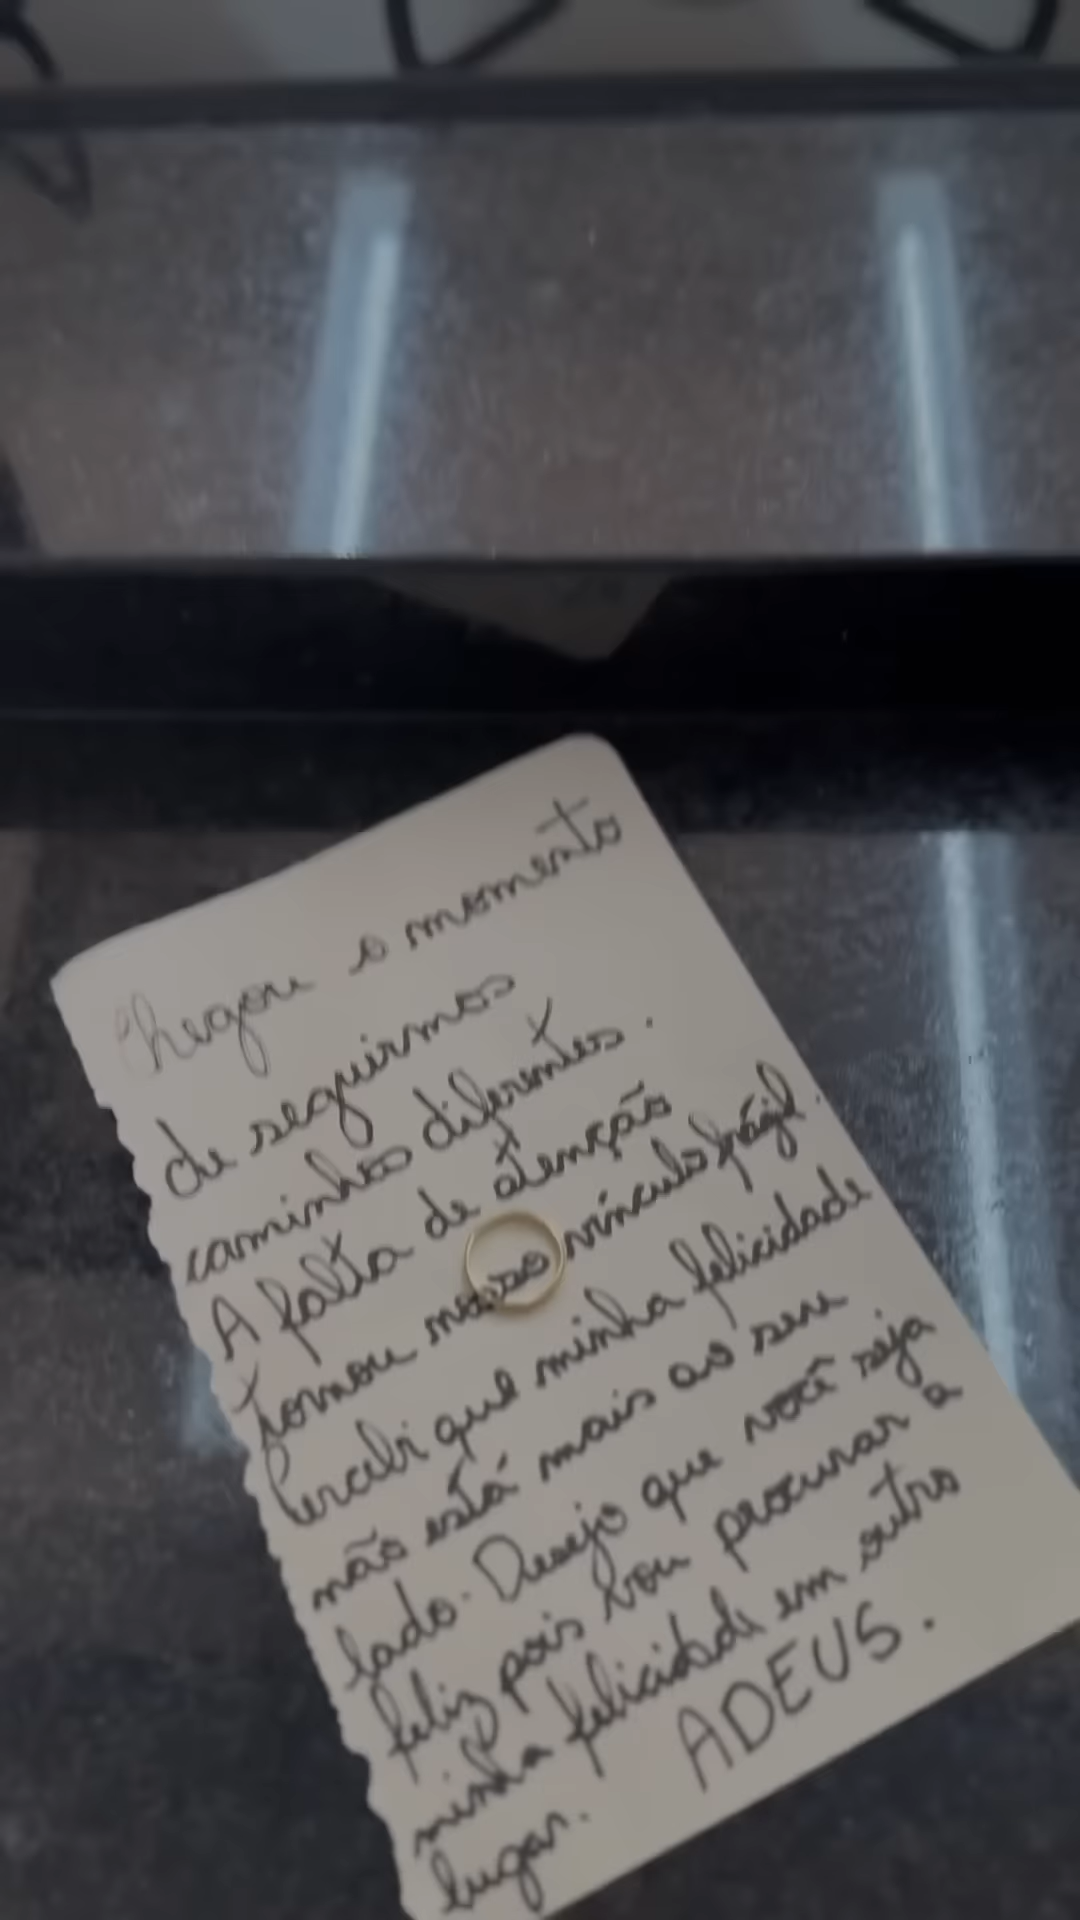 Chegou o momento
de seguirmos
caminhos diferentes.
A falta de atenção
tornou nosso vínculo frágil.
Percebi que minha felicidade
não está mais ao seu
lado. Desejo que você seja
feliz pois vou procurar a
minha felicidade em outro
lugar. ADEUS.